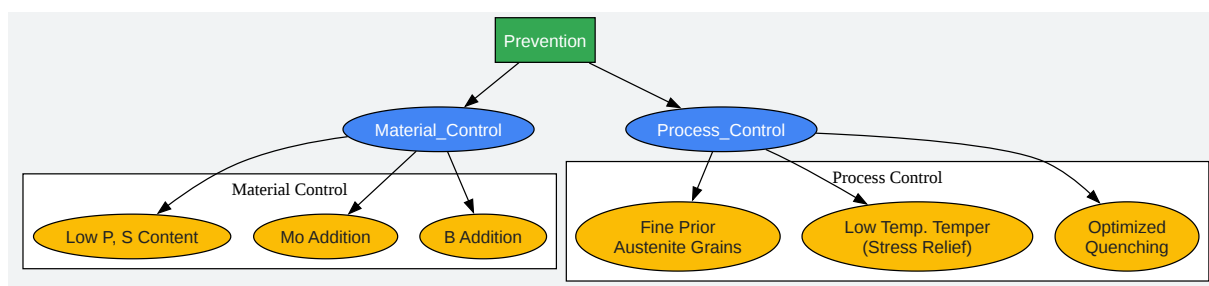 Prevention
Material_Control
Process_Control
Material Control
Process Control
Low P, S Content
Mo Addition
B Addition
Fine Prior
Austenite Grains
Low Temp. Temper
(Stress Relief)
Optimized
Quenching